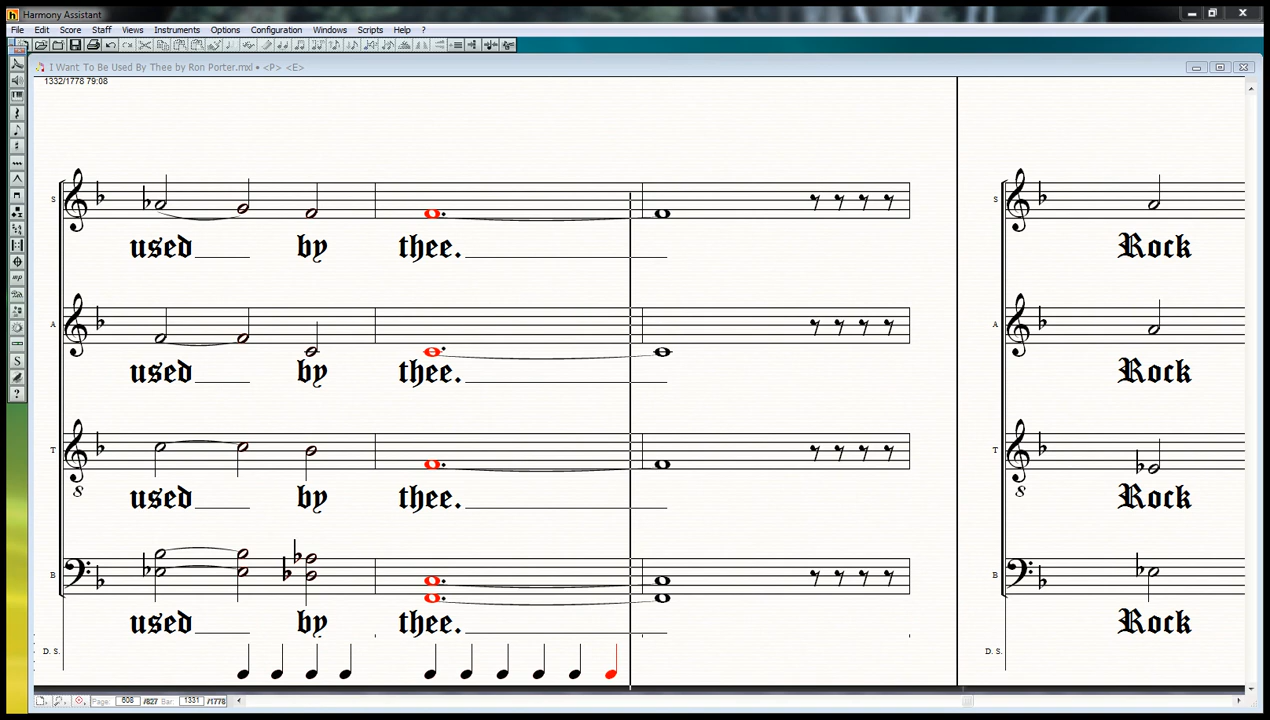 Harmony Assistant
File Edit Score Staff Views Instruments Options Configuration Windows Scripts Help ?
I Want To Be Used By Thee by Ron Porter.mxl • <P> <E>
1332/1778 79:08
S S
used by thee. Rock
A A
used by thee. Rock
T T
8 8
used by thee. Rock
B B
used by thee. Rock
D. S. D. S.
Page: 608 /827 Bar: 1331 /1778